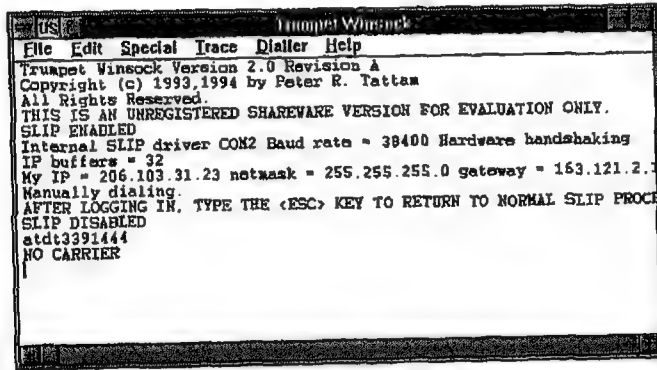 US Trumpet Winsock
File Edit Special Trace Dialler Help
Trumpet Winsock Version 2.0 Revision A
Copyright (c) 1993,1994 by Peter R. Tattam
All Rights Reserved.
THIS IS AN UNREGISTERED SHAREWARE VERSION FOR EVALUATION ONLY.
SLIP ENABLED
Internal SLIP driver COM2 Baud rate = 38400 Hardware handshaking
IP buffers = 32
My IP = 206.103.31.23 netmask = 255.255.255.0 gateway = 163.121.2.1
Manually dialing.
AFTER LOGGING IN, TYPE THE <ESC> KEY TO RETURN TO NORMAL SLIP PROCE
SLIP DISABLED
atdt3391444
NO CARRIER